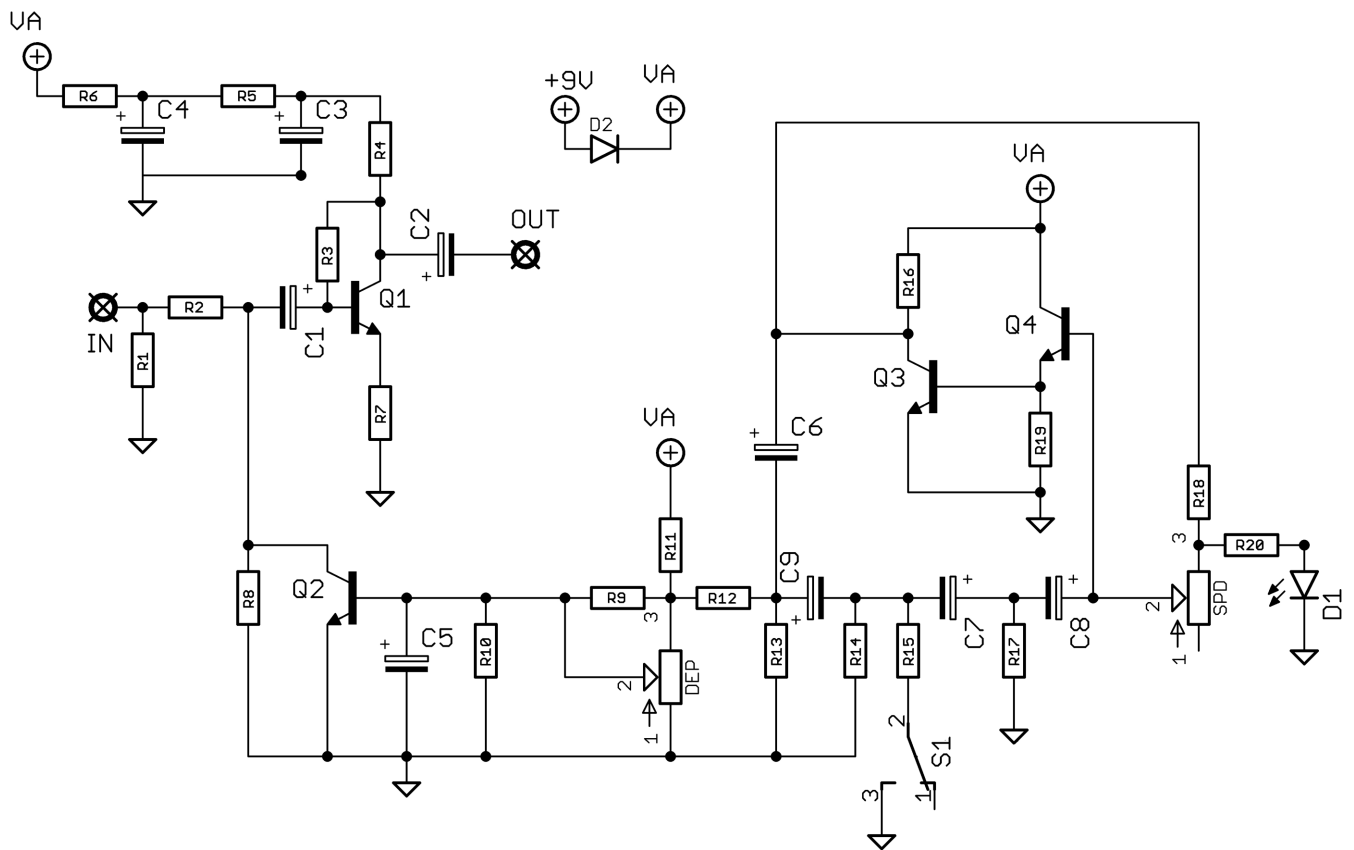 VA
+9V
VA
R6
+
C4
R5
+
C3
D2
R4
VA
C2
OUT
R3
+
+
R16
Q1
R2
Q4
IN
R1
C1
Q3
R7
VA
+
C6
R19
R18
R11
3
R20
C9
R8
Q2
R9
R12
+
+
2
SPD
3
+
C5
R10
2
DEP
R13
R14
R15
C7
R17
C8
1
D1
1
2
S1
3
1